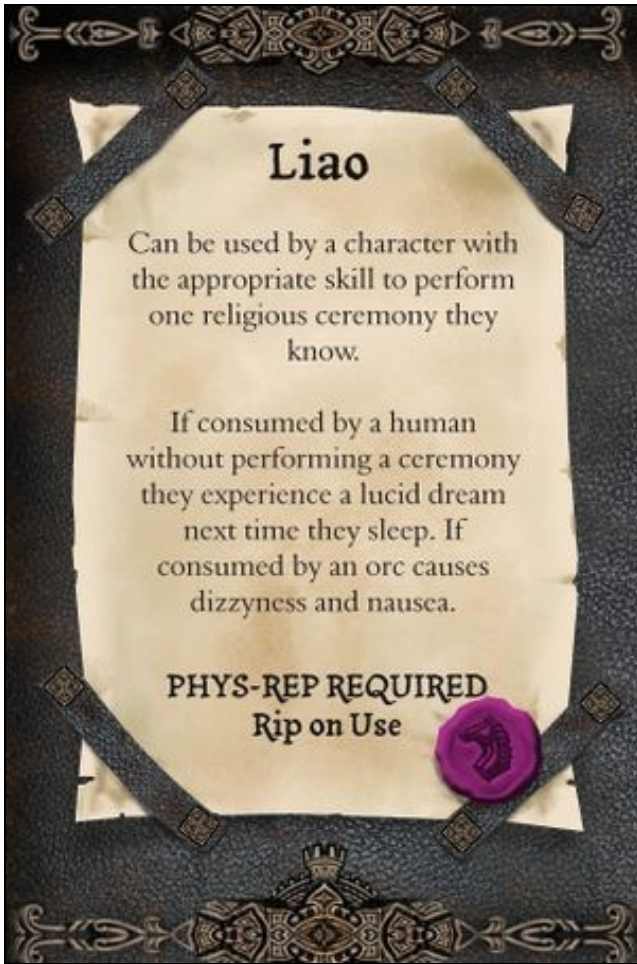 Liao
Can be used by a character with
the appropriate skill to perform
one religious ceremony they
know.
If consumed by a human
without performing a ceremony
they experience a lucid dream
next time they sleep. If
consumed by an orc causes
dizzyness and nausea.
PHYS-REP REQUIRED
Rip on Use